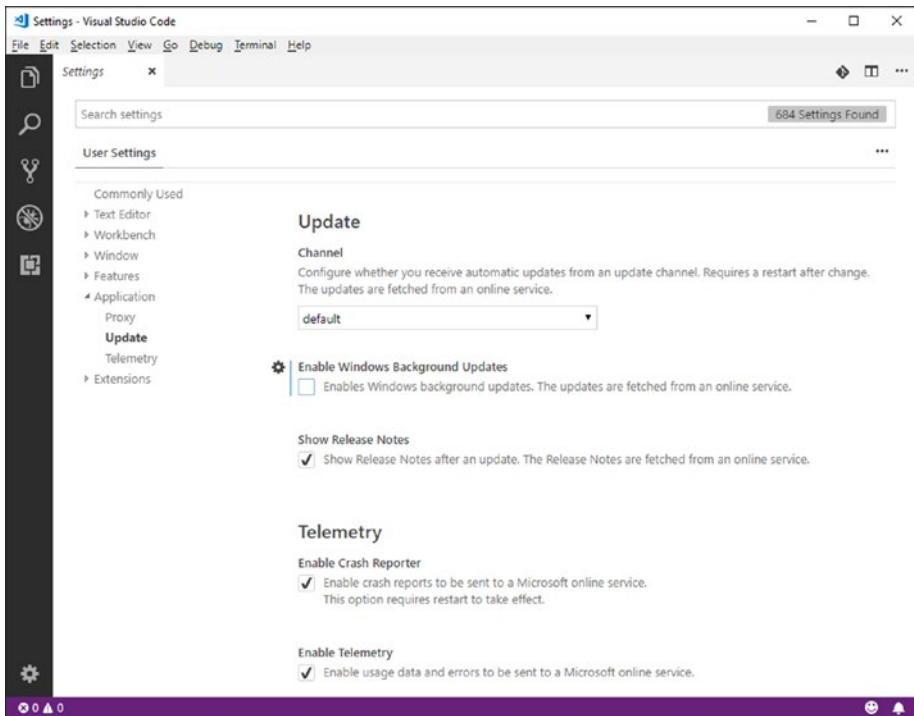 Settings - Visual Studio Code
File Edit Selection View Go Debug Terminal Help
Settings
Search settings
684 Settings Found
User Settings
Commonly Used
Text Editor
Workbench
Window
Features
Application
Proxy
Update
Telemetry
Extensions
Update
Channel
Configure whether you receive automatic updates from an update channel. Requires a restart after change.
The updates are fetched from an online service.
default
Enable Windows Background Updates
Enables Windows background updates. The updates are fetched from an online service.
Show Release Notes
Show Release Notes after an update. The Release Notes are fetched from an online service.
Telemetry
Enable Crash Reporter
Enable crash reports to be sent to a Microsoft online service.
This option requires restart to take effect.
Enable Telemetry
Enable usage data and errors to be sent to a Microsoft online service.
0 0